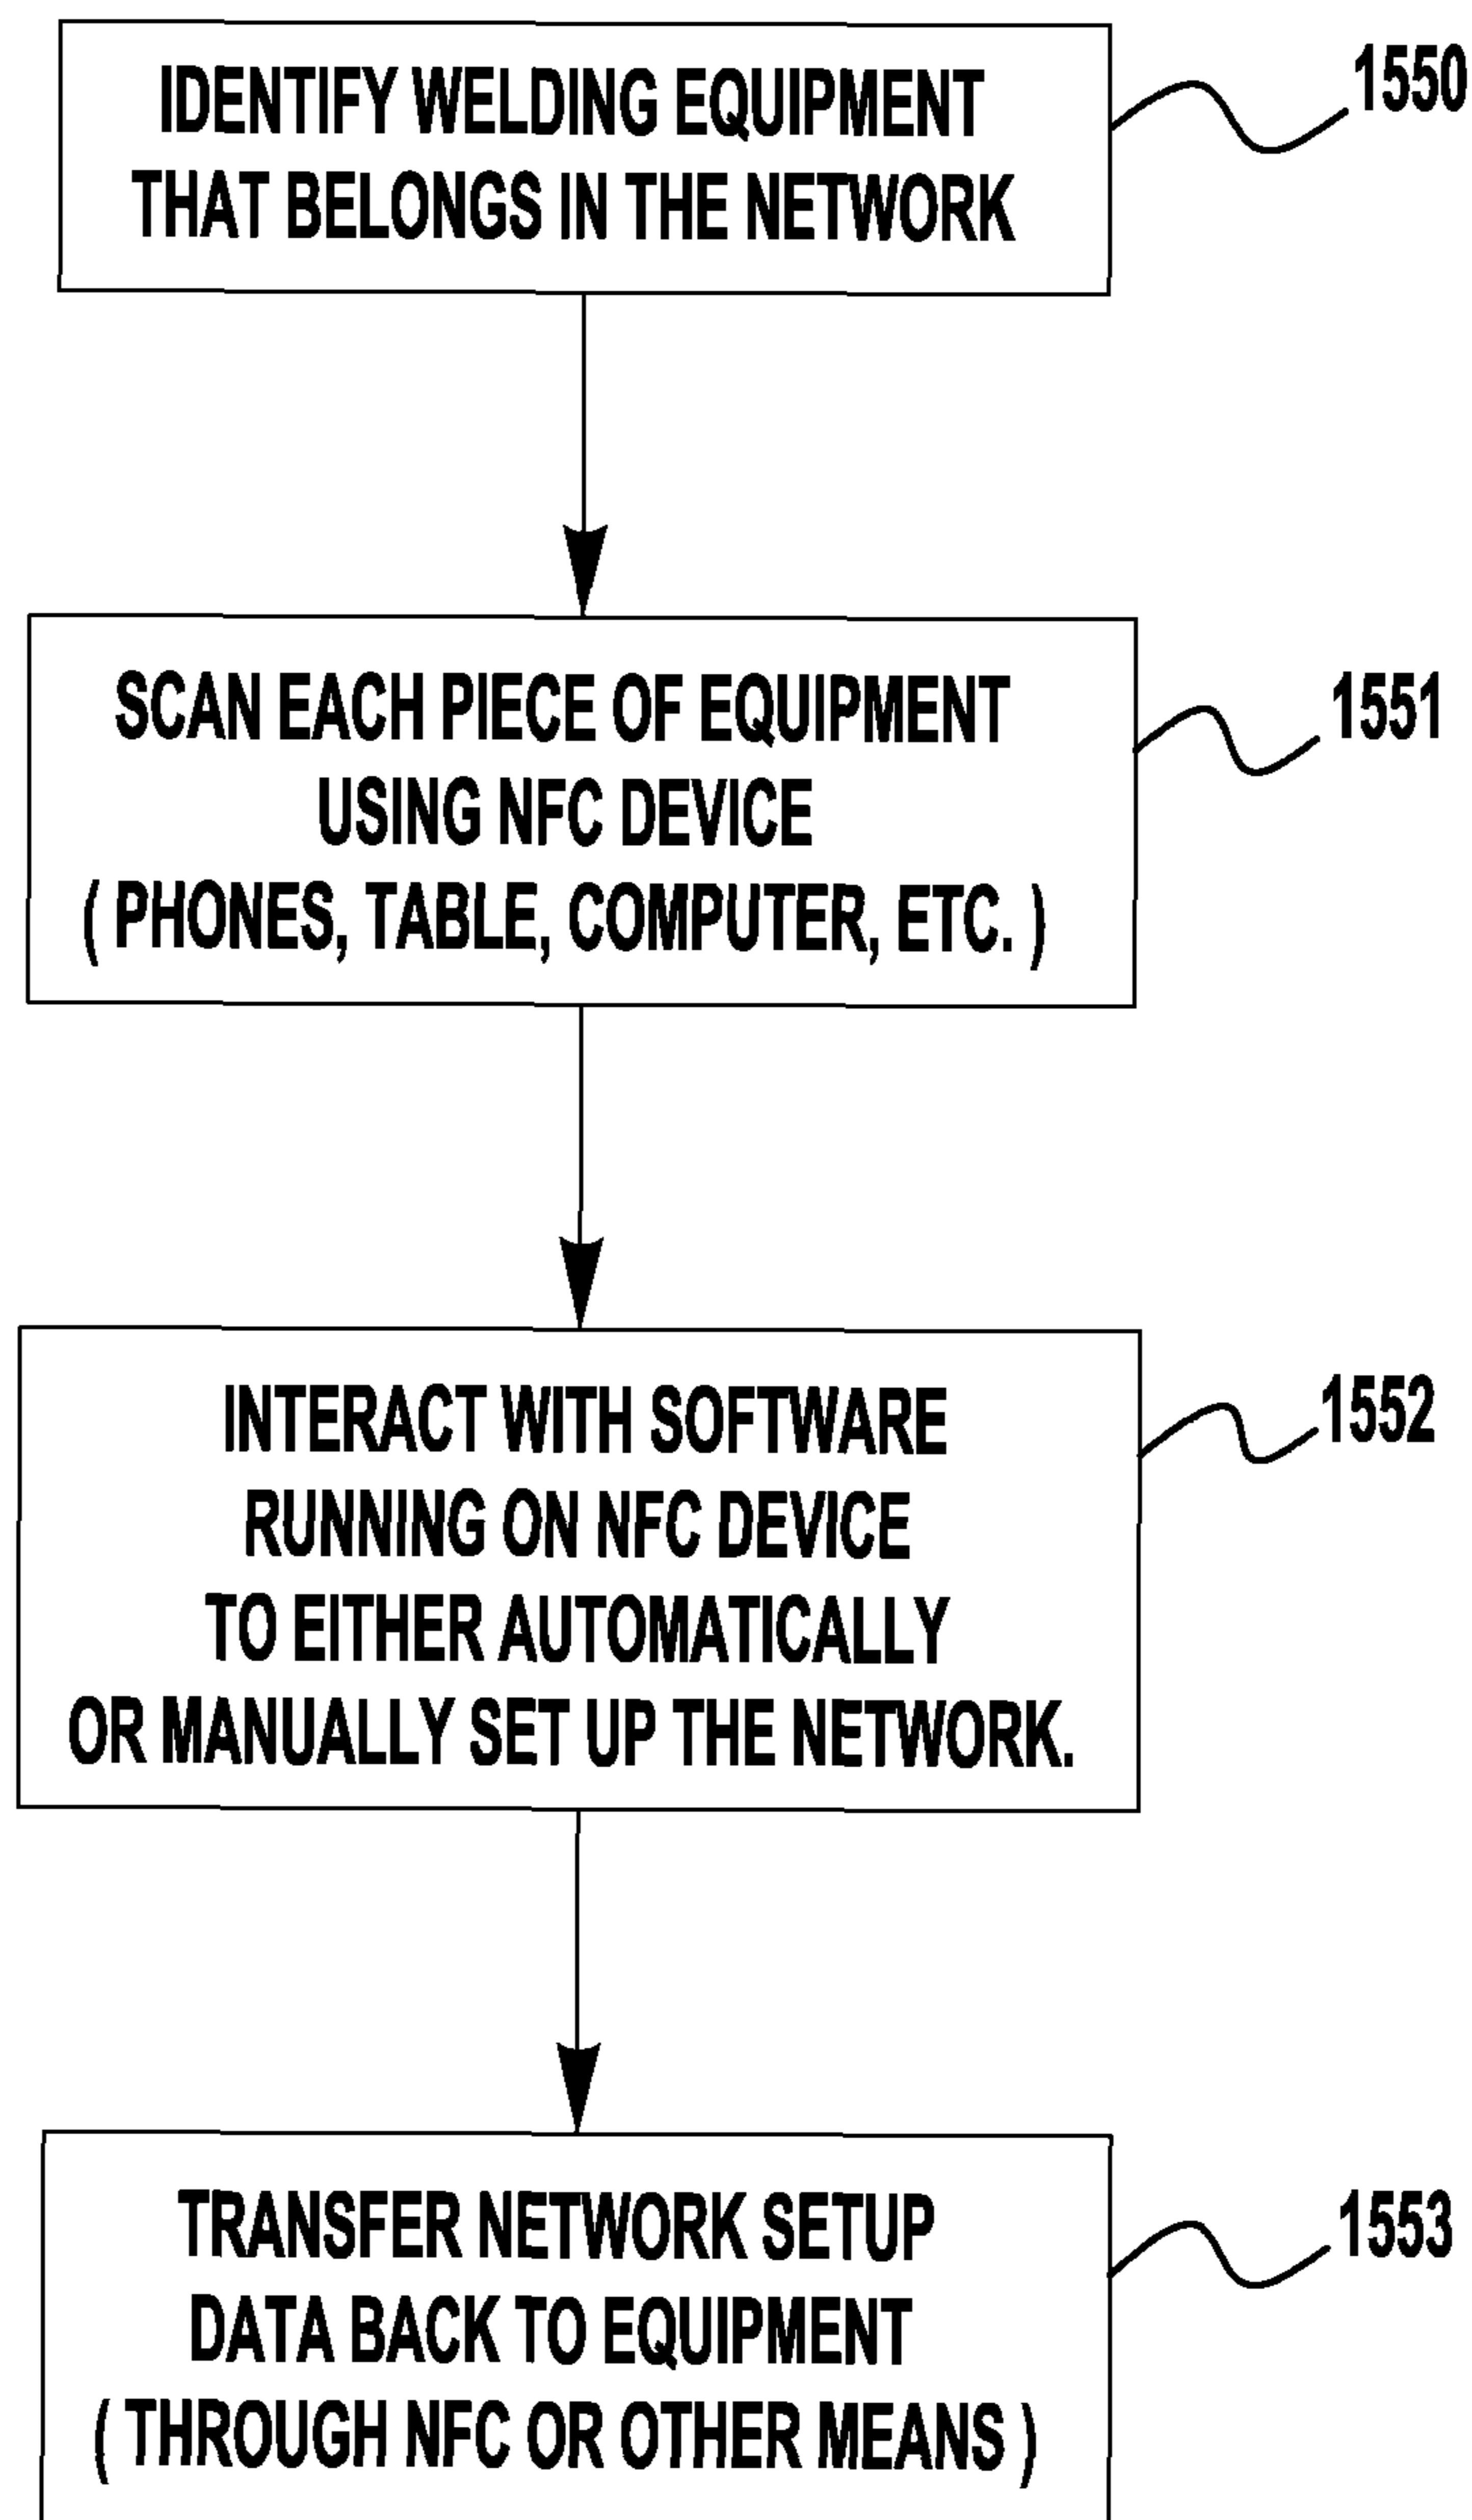 IDENTIFY WELDING EQUIPMENT
THAT BELONGS IN THE NETWORK
1550
SCAN EACH PIECE OF EQUIPMENT
USING NFC DEVICE
( PHONES, TABLE, COMPUTER, ETC. )
1551
INTERACT WITH SOFTWARE
RUNNING ON NFC DEVICE
TO EITHER AUTOMATICALLY
OR MANUALLY SET UP THE NETWORK.
1552
TRANSFER NETWORK SETUP
DATA BACK TO EQUIPMENT
( THROUGH NFC OR OTHER MEANS )
1553